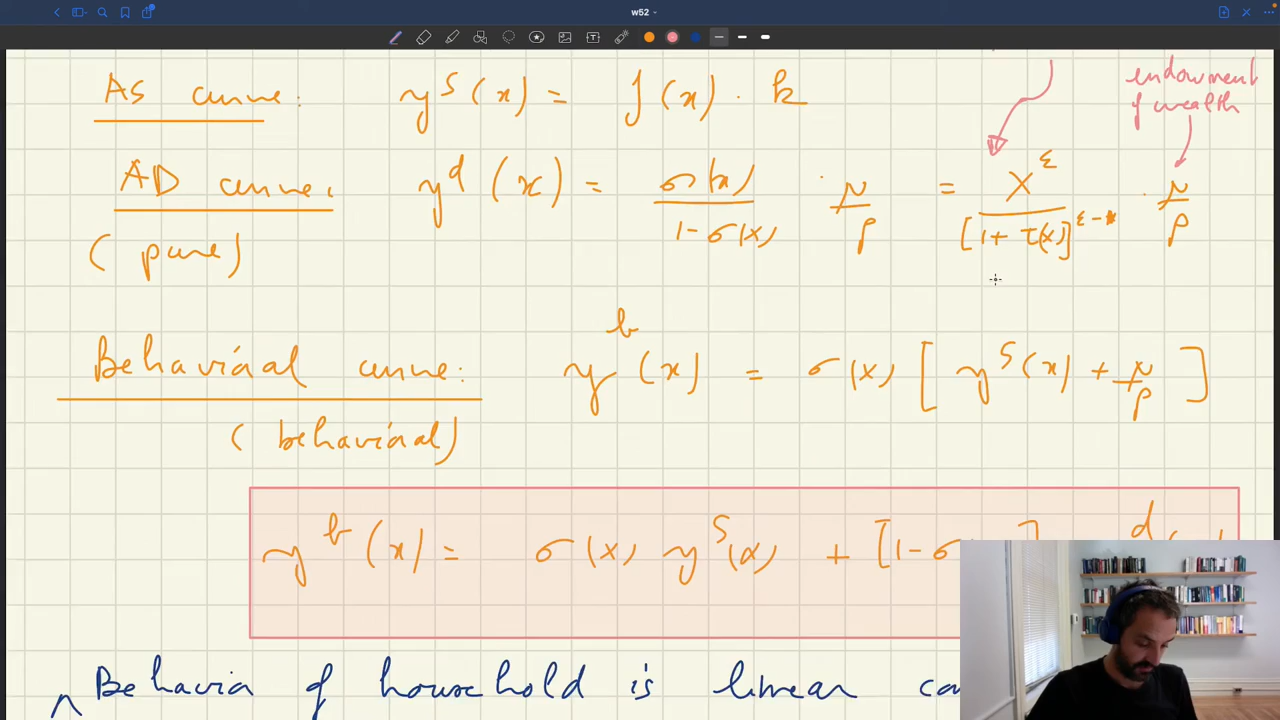 w52
endowment
of wealth
AS curve: y^s(x) = f(x) · k
AD curve: y^d(x) = σ(x) / (1-σ(x)) · μ/ρ = X^ε / [1+ τ(x)]^ε-1 · μ/ρ
(pure)
Behavioral curve: y^b(x) = σ(x) [y^s(x) + μ/ρ]
(behavioral)
y^b(x) = σ(x) y^s(x) + [1-σ
Behavior of household is linear